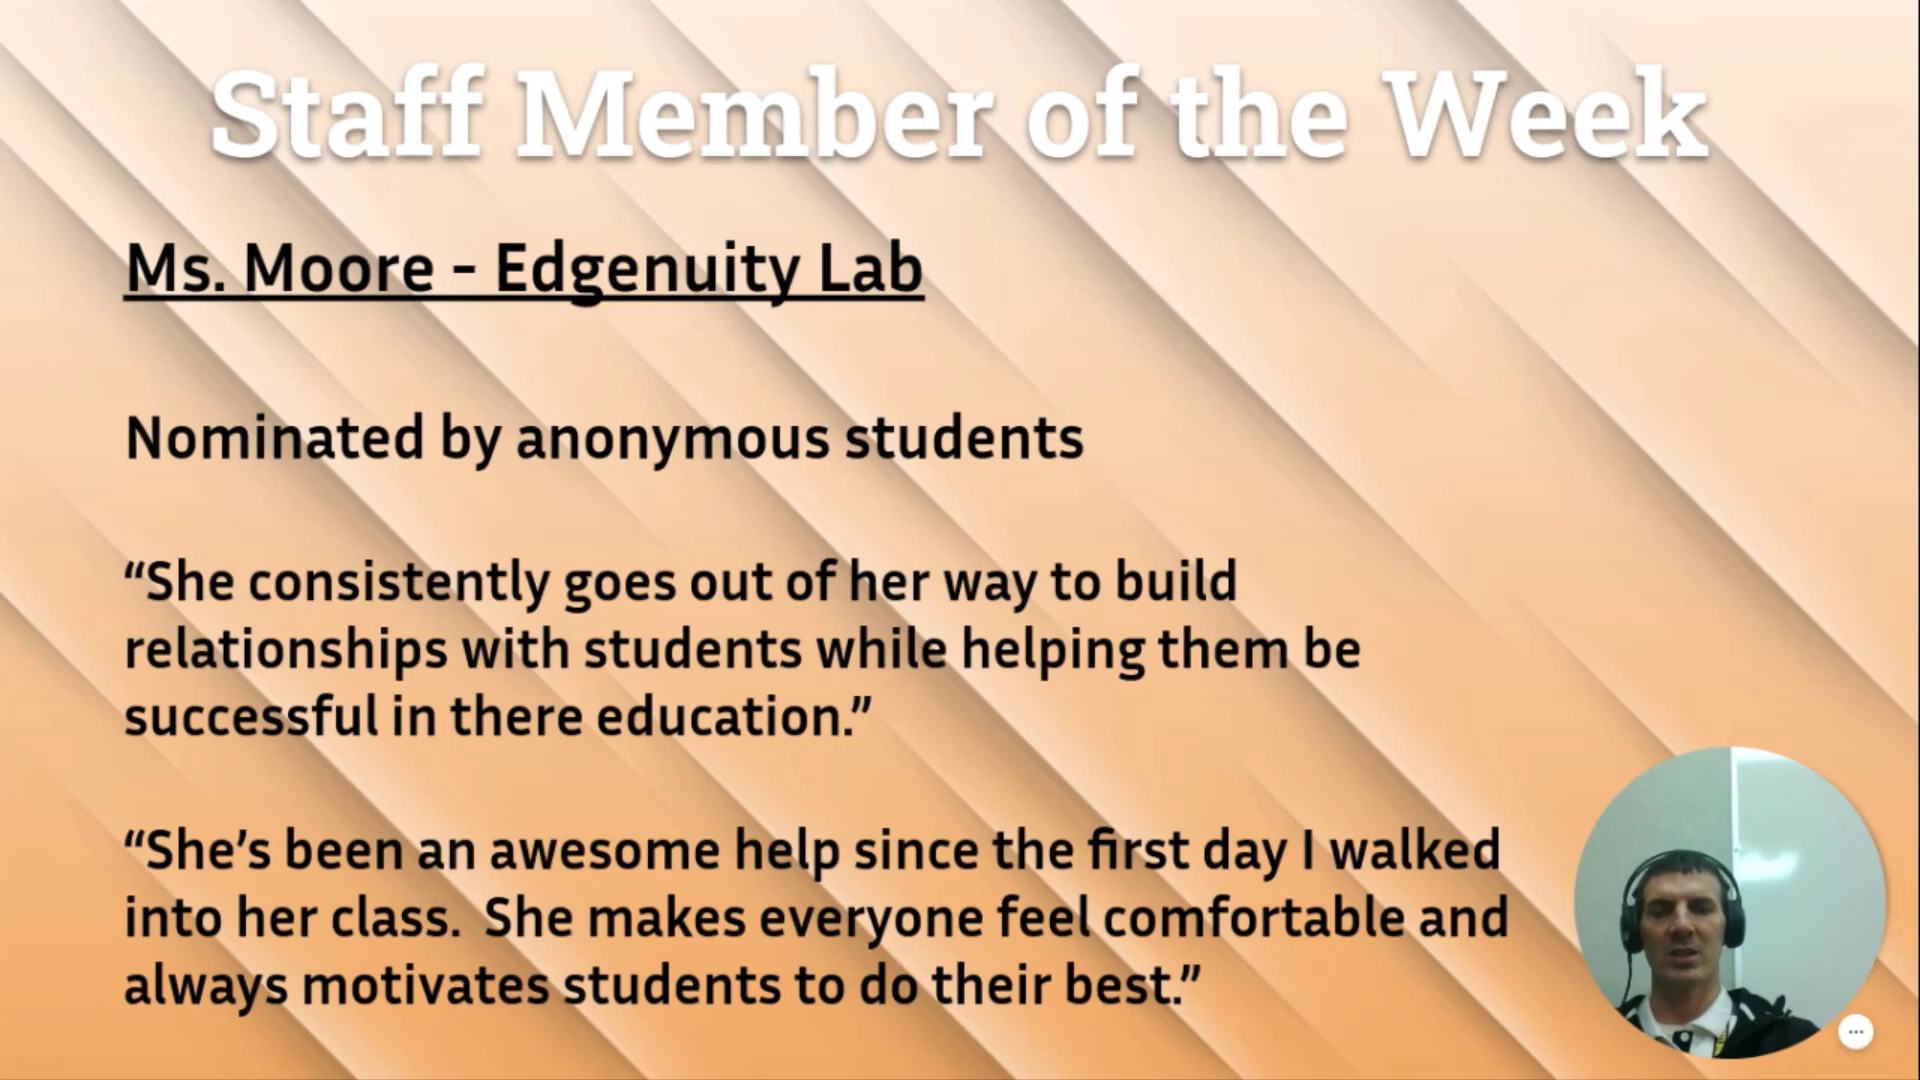 Staff Member of the Week
Ms. Moore - Edgenuity Lab
Nominated by anonymous students
“She consistently goes out of her way to build
relationships with students while helping them be
successful in there education.”
“She’s been an awesome help since the first day I walked
into her class.  She makes everyone feel comfortable and
always motivates students to do their best.”